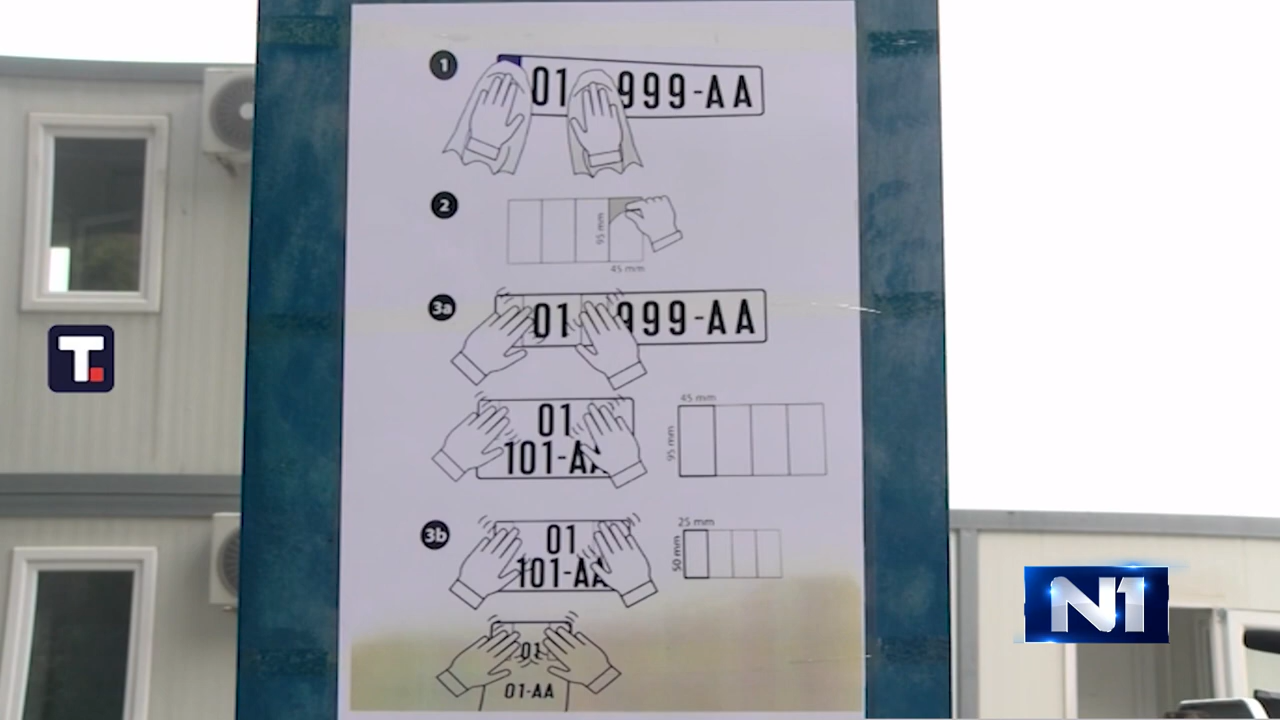 1
01 999-AA
2
95 mm
45 mm
3a
01 999-AA
T.
45 mm
01
101-AA
95 mm
25 mm
3b
01
101-AA
50 mm
N1
01
01-AA